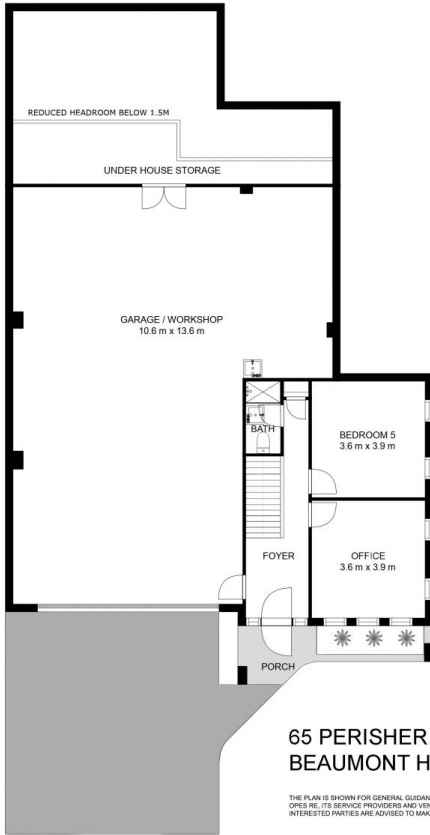 REDUCED HEADROOM BELOW 1.5M
UNDER HOUSE STORAGE
GARAGE / WORKSHOP
10.6 m x 13.6 m
BATH
BEDROOM 5
3.6 m x 3.9 m
FOYER
OFFICE
3.6 m x 3.9 m
PORCH
65 PERISHER
BEAUMONT H
THE PLAN IS SHOWN FOR GENERAL GUIDAN
OPES RE, ITS SERVICE PROVIDERS AND VEN
INTERESTED PARTIES ARE ADVISED TO MAK